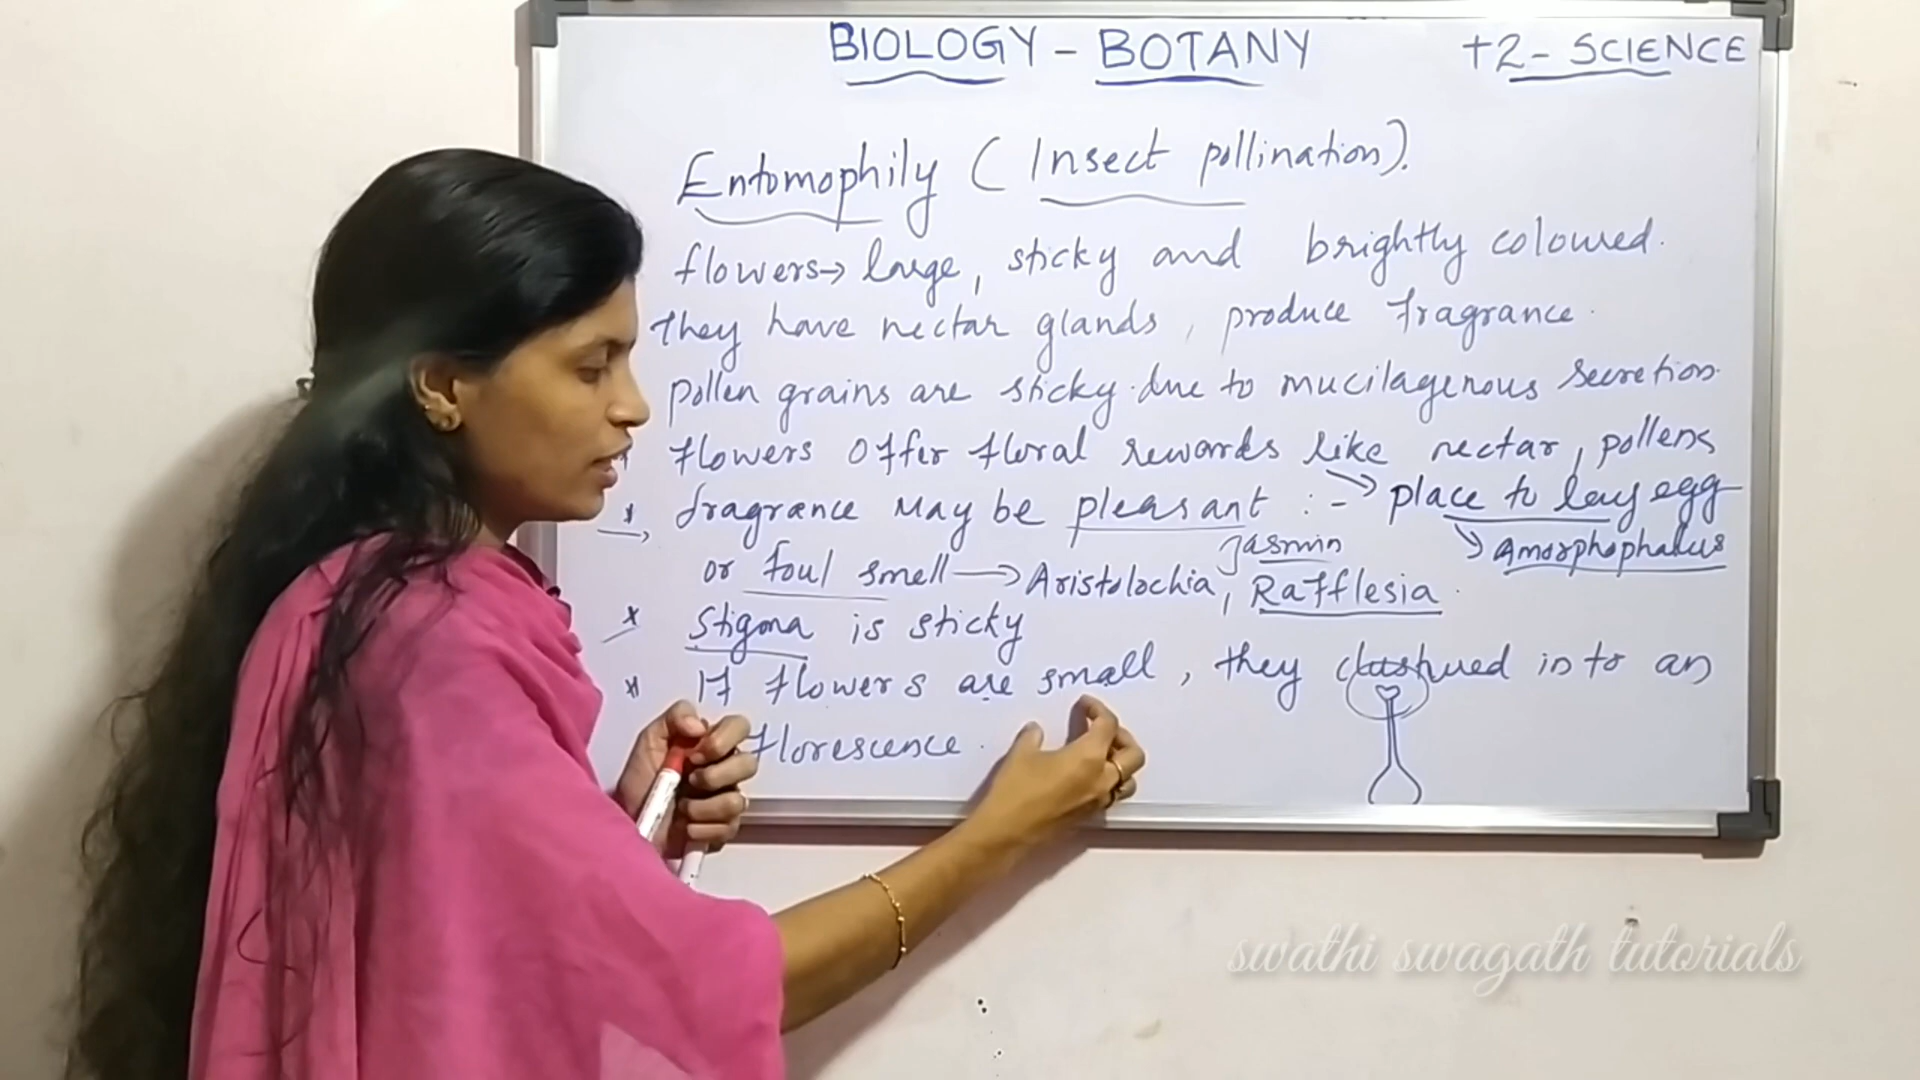 BIOLOGY - BOTANY +2 - SCIENCE
Entomophily (Insect pollination).
flowers → large, sticky and brightly coloured.
they have nectar glands, produce fragrance.
pollen grains are sticky due to mucilagenous secretion.
flowers offer floral rewards like nectar, pollens
→ place to lay egg
* fragrance may be pleasant :-
Jasmin
→ Amorphophalus
or foul smell → Aristolochia, Rafflesia.
* Stigma is sticky
* If flowers are small, they clustured in to an
florescence.
swathi swagath tutorials